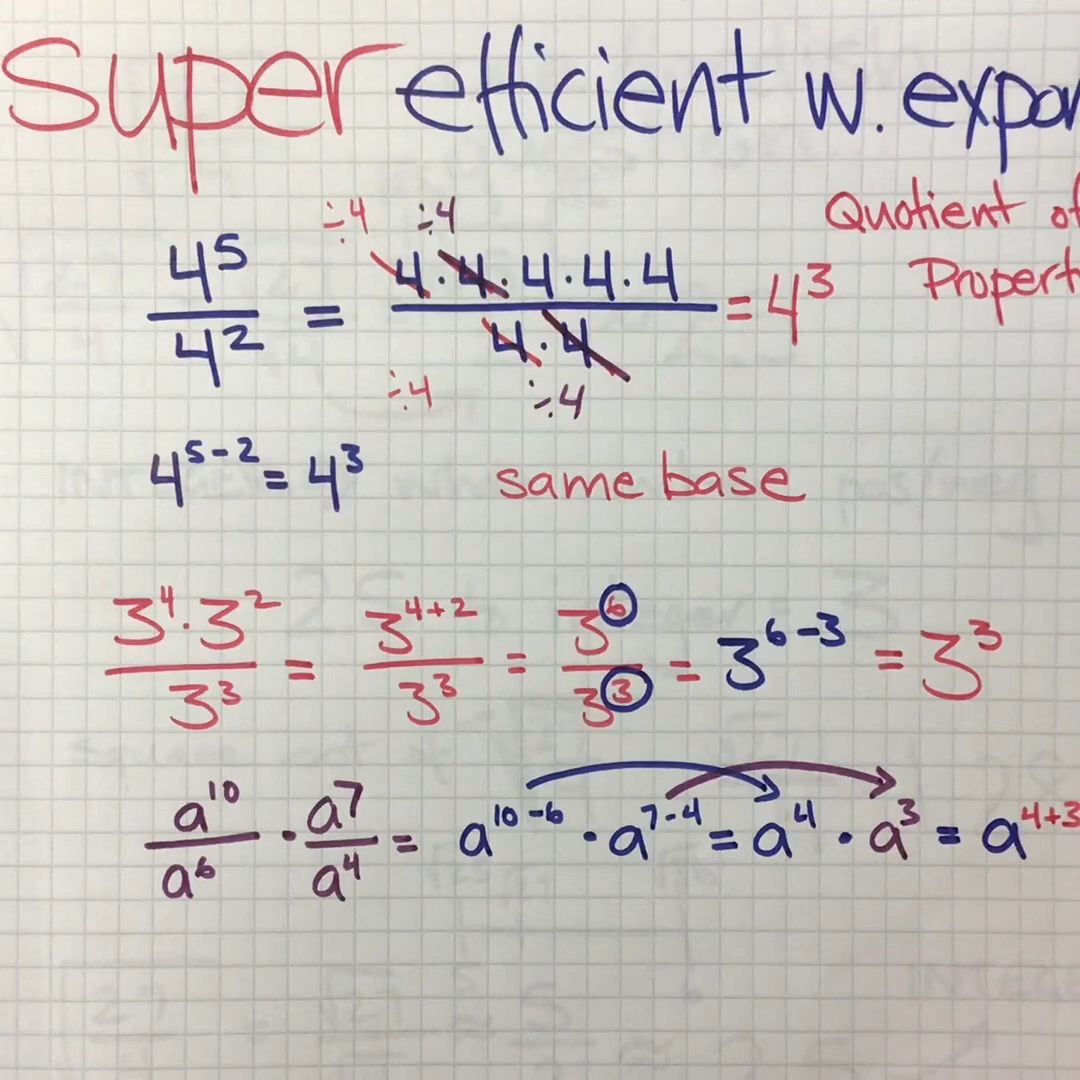 Super efficient w. expon
Quotient of
Propert
÷4 ÷4
4⁵/4² = 4·4·4·4·4/4·4 = 4³
÷4 ÷4
4⁵⁻² = 4³ same base
3⁴·3²/3³ = 3⁴⁺²/3³ = 3⁶/3³ = 3⁶⁻³ = 3³
a¹⁰/a⁶ · a⁷/a⁴ = a¹⁰⁻⁶ · a⁷⁻⁴ = a⁴ · a³ = a⁴⁺³